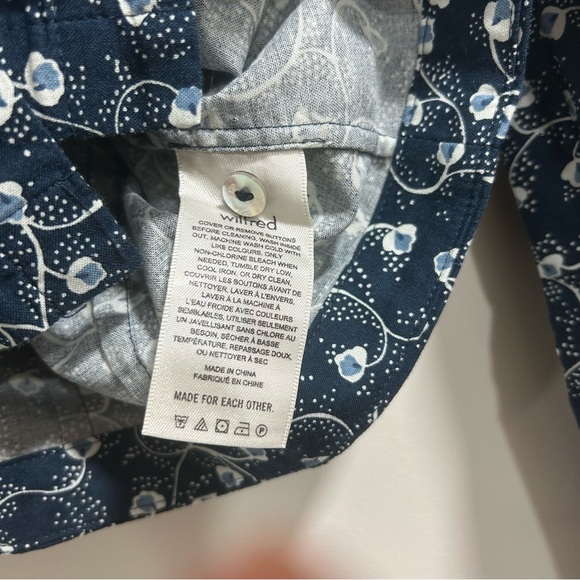 wilfred
COVER OR REMOVE BUTTONS
BEFORE CLEANING, WASH INSIDE
OUT, MACHINE WASH COLD WITH
LIKE COLOURS, ONLY
NON-CHLORINE BLEACH WHEN
NEEDED, TUMBLE DRY LOW,
COOL IRON, OR DRY CLEAN,
COUVRIR LES BOUTONS AVANT DE
NETTOYER, LAVER À L'ENVERS,
LAVER À LA MACHINE À
L'EAU FROIDE AVEC COULEURS
SEMBLABLES, UTILISER SEULEMENT
UN JAVELLISANT SANS CHLORE AU
BESOIN, SÉCHER À BASSE
TEMPÉRATURE, REPASSAGE DOUX,
OU NETTOYER À SEC
MADE IN CHINA
FABRIQUÉ EN CHINE
MADE FOR EACH OTHER.
P